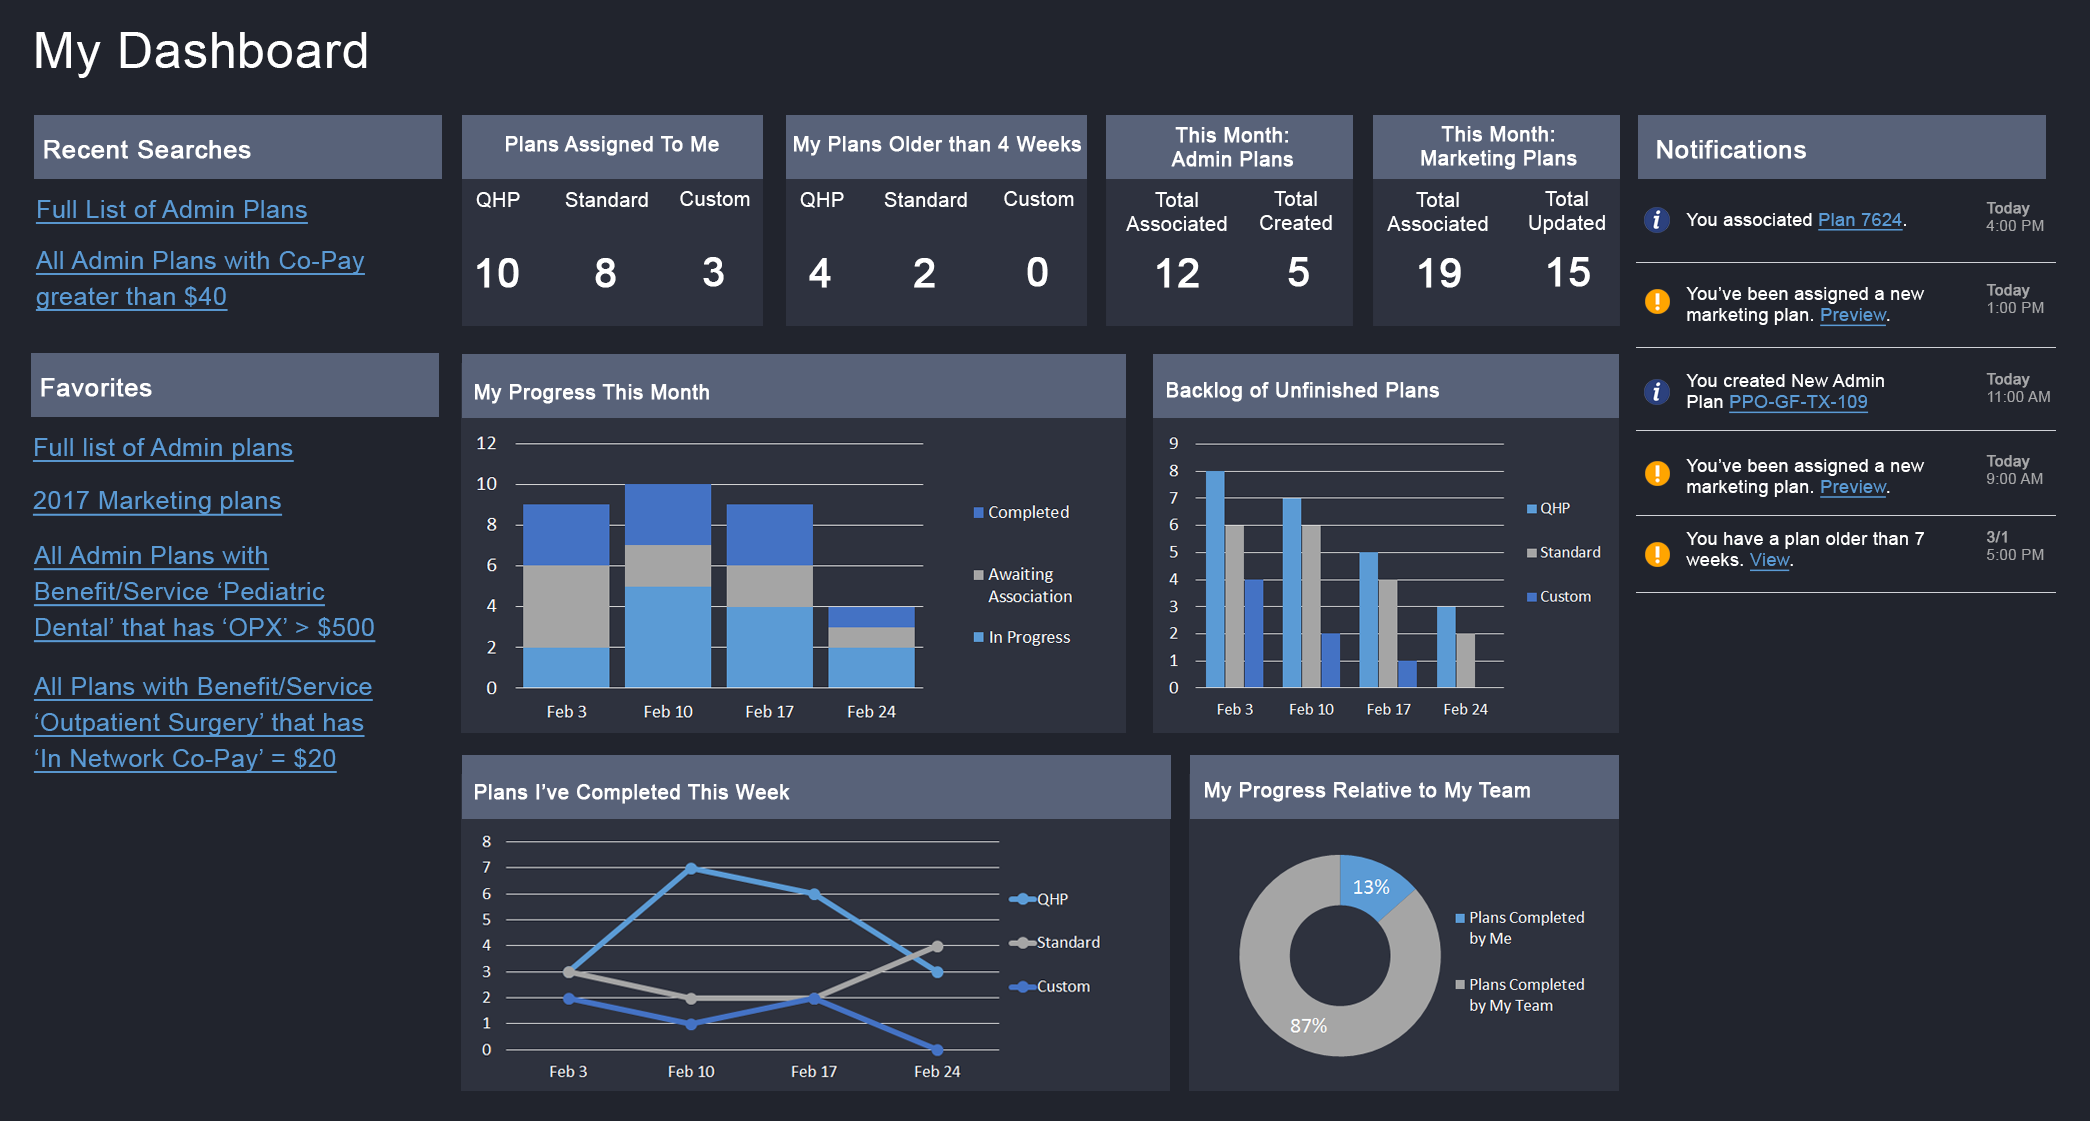 My Dashboard
Recent Searches
Full List of Admin Plans
All Admin Plans with Co-Pay
greater than $40
Favorites
Full list of Admin plans
2017 Marketing plans
All Admin Plans with
Benefit/Service ‘Pediatric
Dental’ that has ‘OPX’ > $500
All Plans with Benefit/Service
‘Outpatient Surgery’ that has
‘In Network Co-Pay’ = $20
Plans Assigned To Me
QHP Standard Custom
10 8 3
My Plans Older than 4 Weeks
QHP Standard Custom
4 2 0
This Month:
Admin Plans
Total Total
Associated Created
12 5
This Month:
Marketing Plans
Total Total
Associated Updated
19 15
My Progress This Month
12
10
8
6
4
2
0
Feb 3 Feb 10 Feb 17 Feb 24
Completed
Awaiting
Association
In Progress
Backlog of Unfinished Plans
9
8
7
6
5
4
3
2
1
0
Feb 3 Feb 10 Feb 17 Feb 24
QHP
Standard
Custom
Plans I’ve Completed This Week
8
7
6
5
4
3
2
1
0
Feb 3 Feb 10 Feb 17 Feb 24
QHP
Standard
Custom
My Progress Relative to My Team
13%
87%
Plans Completed
by Me
Plans Completed
by My Team
Notifications
You associated Plan 7624.
Today
4:00 PM
You’ve been assigned a new
marketing plan. Preview.
Today
1:00 PM
You created New Admin
Plan PPO-GF-TX-109
Today
11:00 AM
You’ve been assigned a new
marketing plan. Preview.
Today
9:00 AM
You have a plan older than 7
weeks. View.
3/1
5:00 PM